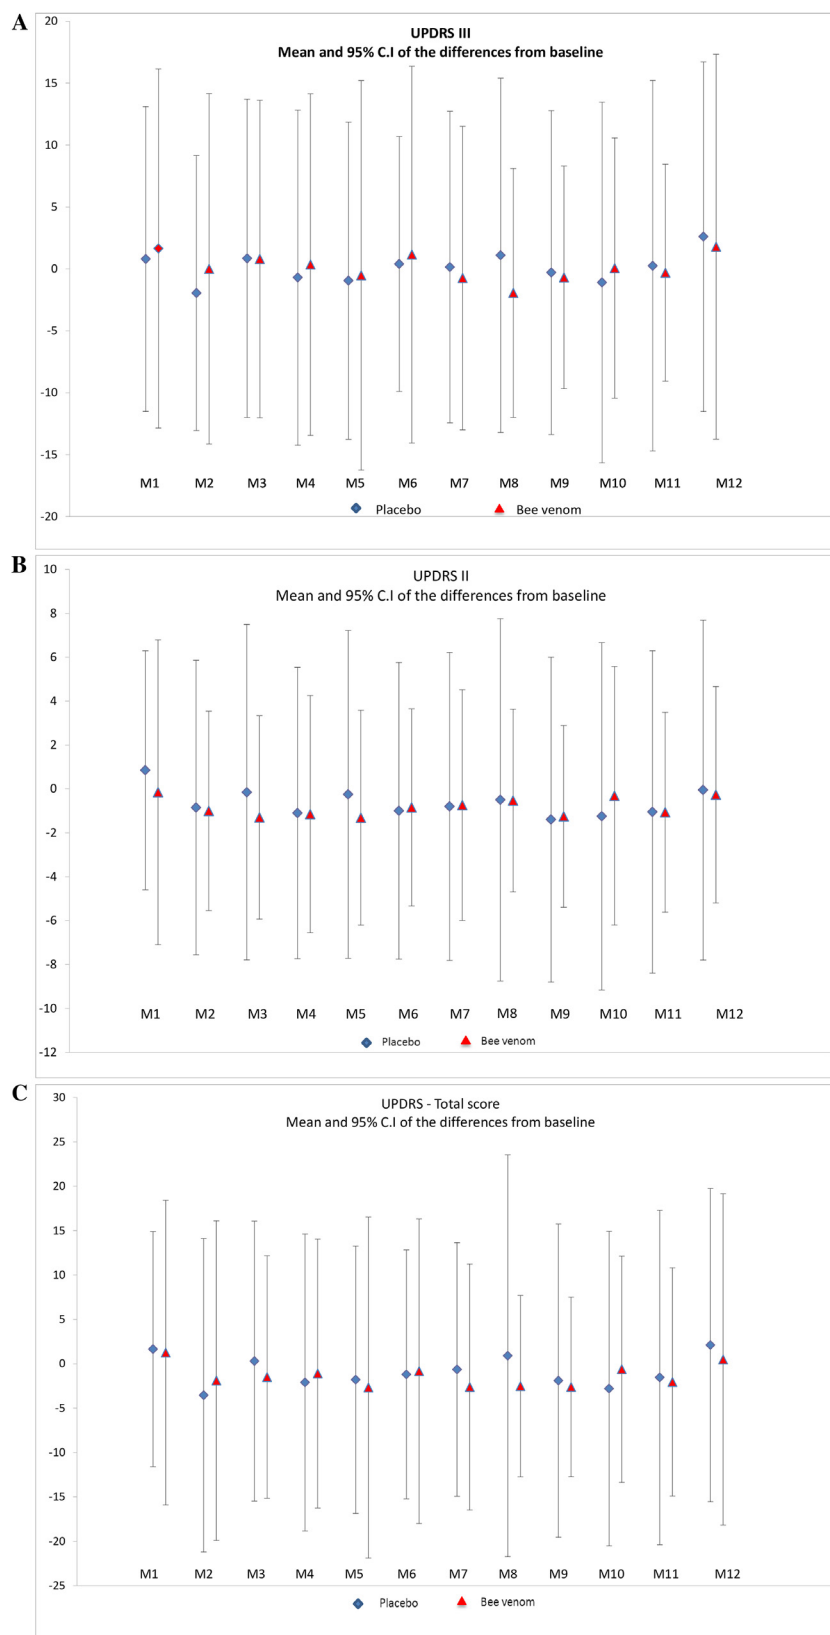 A
UPDRS III
Mean and 95% C.I of the differences from baseline
20
15
10
5
0
-5
-10
-15
-20
M1 M2 M3 M4 M5 M6 M7 M8 M9 M10 M11 M12
Placebo Bee venom
B
UPDRS II
Mean and 95% C.I of the differences from baseline
10
8
6
4
2
0
-2
-4
-6
-8
-10
-12
M1 M2 M3 M4 M5 M6 M7 M8 M9 M10 M11 M12
Placebo Bee venom
C
UPDRS - Total score
Mean and 95% C.I of the differences from baseline
30
25
20
15
10
5
0
-5
-10
-15
-20
-25
M1 M2 M3 M4 M5 M6 M7 M8 M9 M10 M11 M12
Placebo Bee venom